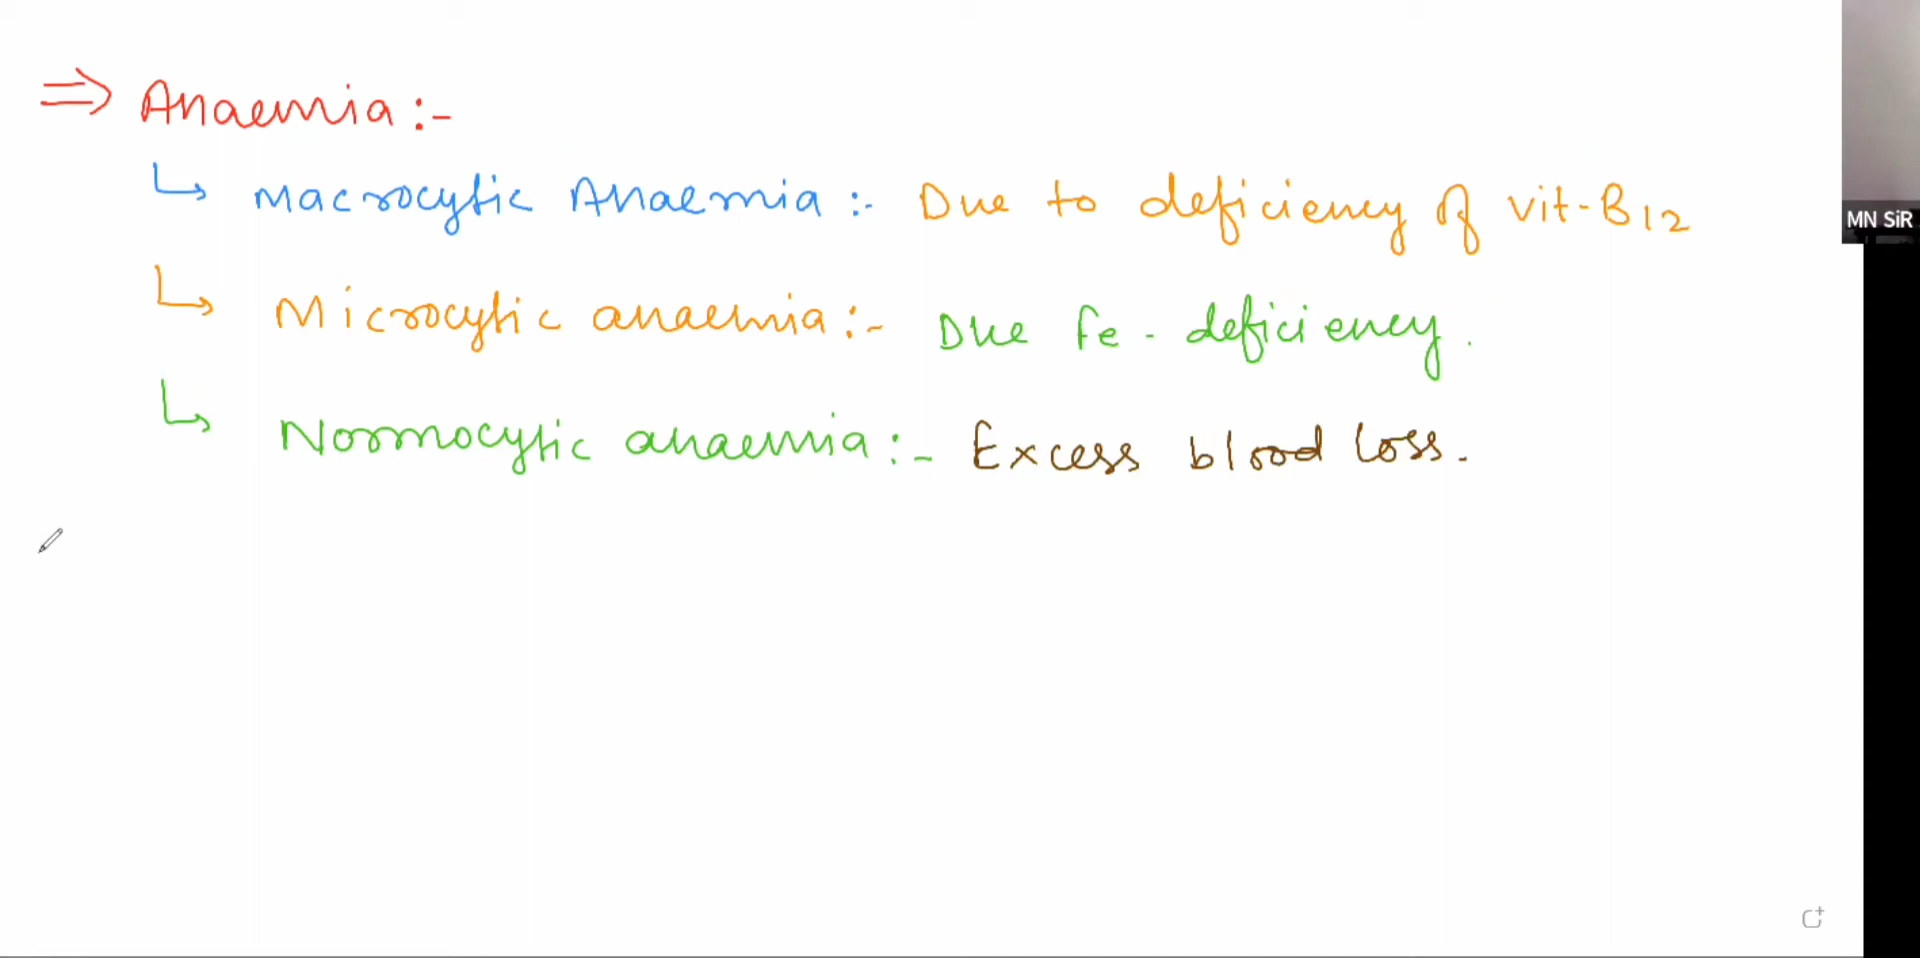 ⇒ Anaemia :-
↳ Macrocytic Anaemia :- Due to deficiency of vit-B12
MN SiR
↳ Microcytic anaemia :- Due Fe - deficiency.
↳ Normocytic anaemia :- Excess blood loss.